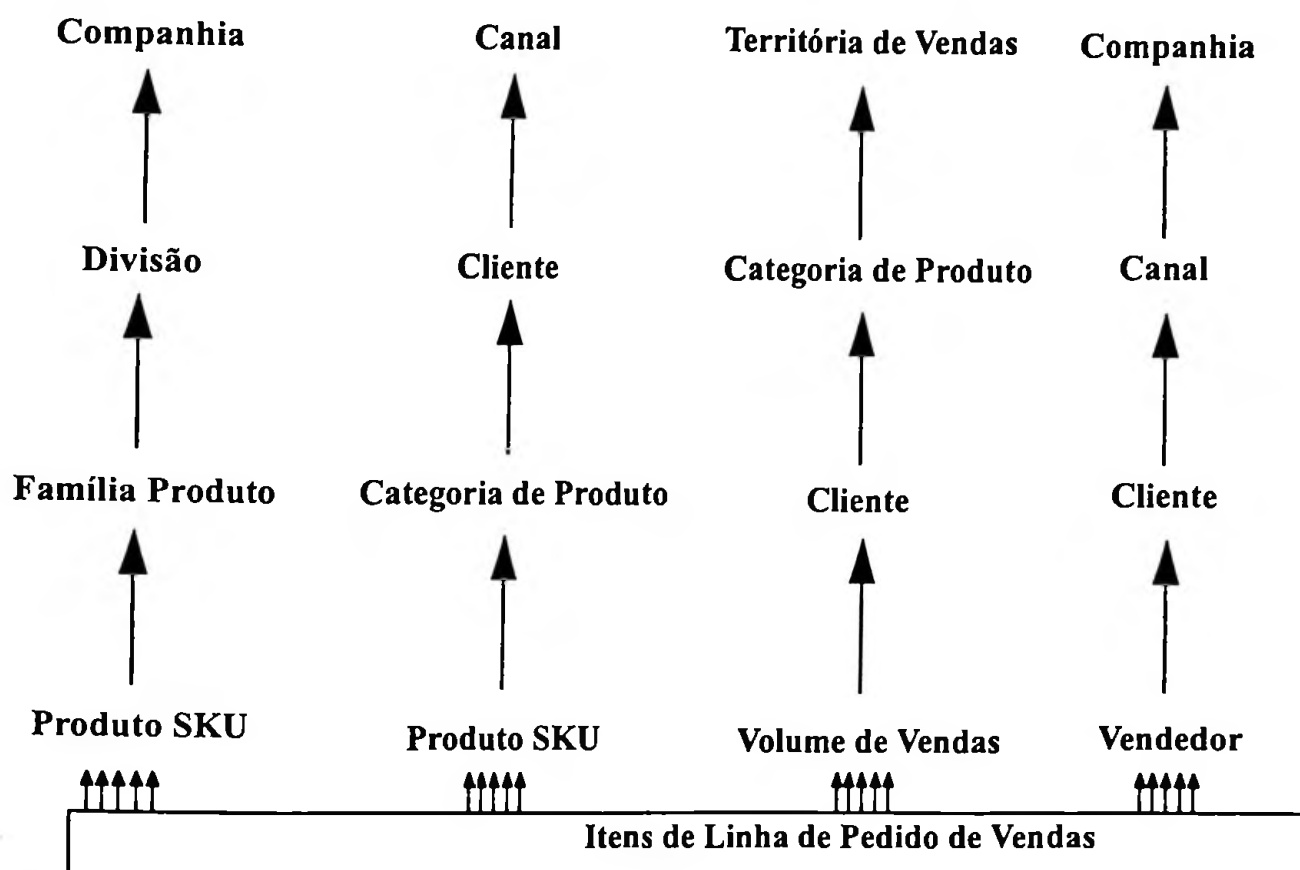 Companhia
Canal
Território de Vendas
Companhia
Divisão
Cliente
Categoria de Produto
Canal
Família Produto
Categoria de Produto
Cliente
Cliente
Produto SKU
Produto SKU
Volume de Vendas
Vendedor
Itens de Linha de Pedido de Vendas